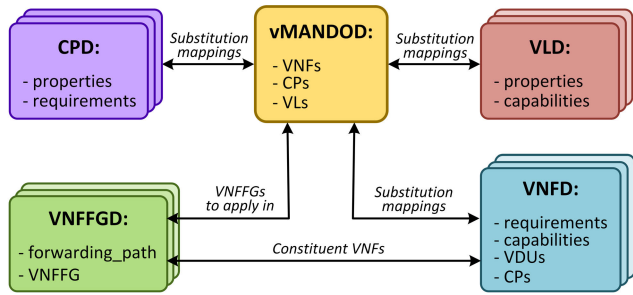 CPD:
- properties
- requirements
Substitution
mappings
vMANDOD:
- VNFs
- CPs
- VLs
Substitution
mappings
VLD:
- properties
- capabilities
VNFFGs
to apply in
Substitution
mappings
VNFFGD:
- forwarding_path
- VNFFG
Constituent VNFs
VNFD:
- requirements
- capabilities
- VDUs
- CPs